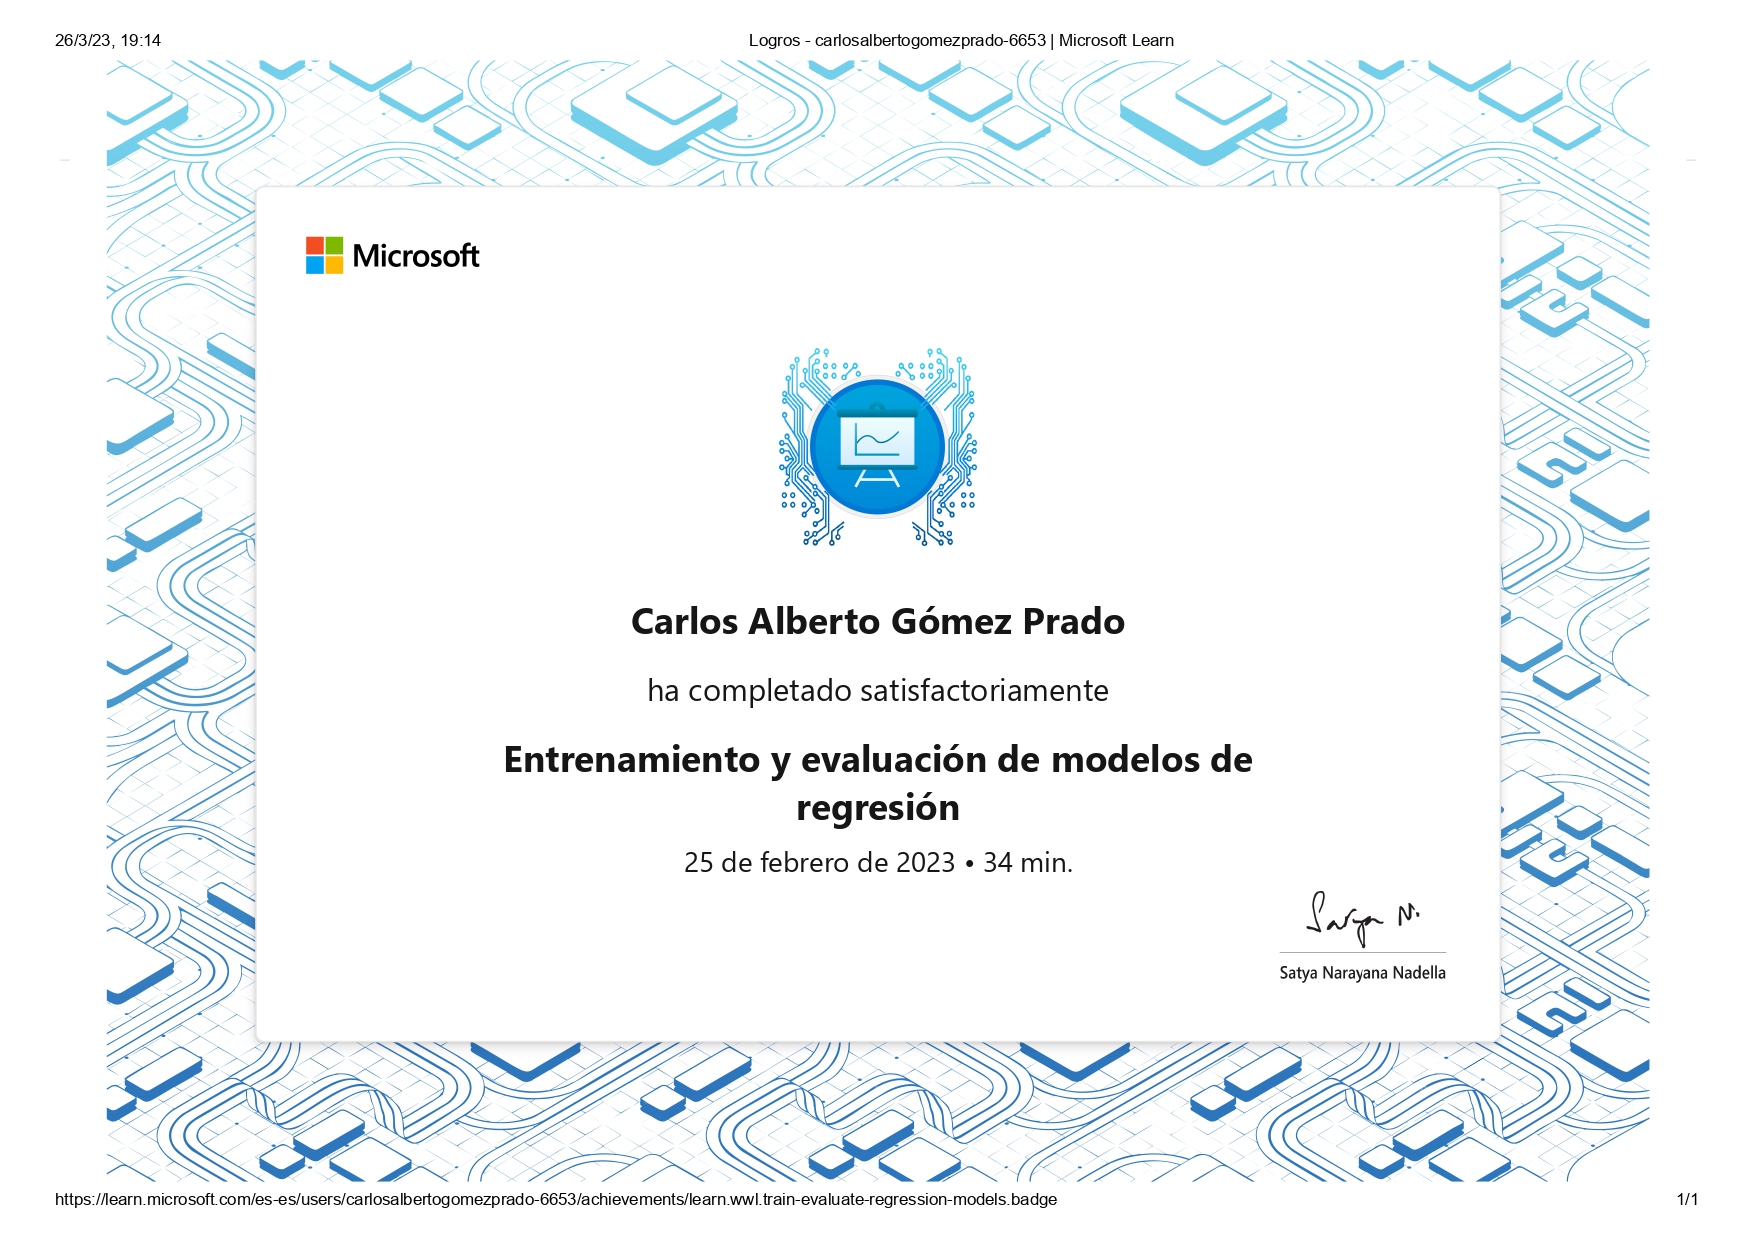 26/3/23, 19:14
Logros - carlosalbertogomezprado-6653 | Microsoft Learn
Microsoft
Carlos Alberto Gómez Prado
ha completado satisfactoriamente
Entrenamiento y evaluación de modelos de
regresión
25 de febrero de 2023 • 34 min.
Satya N.
Satya Narayana Nadella
https://learn.microsoft.com/es-es/users/carlosalbertogomezprado-6653/achievements/learn.wwl.train-evaluate-regression-models.badge
1/1